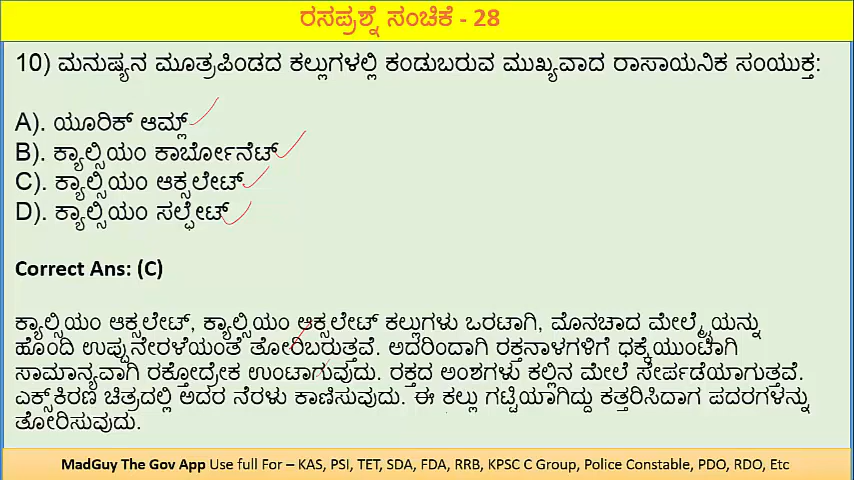 ರಸಪ್ರಶ್ನೆ ಸಂಚಿಕೆ - 28
10) ಮನುಷ್ಯನ ಮೂತ್ರಪಿಂಡದ ಕಲ್ಲುಗಳಲ್ಲಿ ಕಂಡುಬರುವ ಮುಖ್ಯವಾದ ರಾಸಾಯನಿಕ ಸಂಯುಕ್ತ:
A). ಯೂರಿಕ್ ಆಮ್ಲ್
B). ಕ್ಯಾಲ್ಸಿಯಂ ಕಾರ್ಬೋನೆಟ್
C). ಕ್ಯಾಲ್ಸಿಯಂ ಆಕ್ಸಲೇಟ್
D). ಕ್ಯಾಲ್ಸಿಯಂ ಸಲ್ಫೇಟ್
Correct Ans: (C)
ಕ್ಯಾಲ್ಸಿಯಂ ಆಕ್ಸಲೇಟ್, ಕ್ಯಾಲ್ಸಿಯಂ ಆಕ್ಸಲೇಟ್ ಕಲ್ಲುಗಳು ಒರಟಾಗಿ, ಮೊನಚಾದ ಮೇಲ್ಮೈಯನ್ನು
ಹೊಂದಿ ಉಪ್ಪುನೇರಳೆಯಂತೆ ತೋರಿಬರುತ್ತವೆ. ಅದರಿಂದಾಗಿ ರಕ್ತನಾಳಗಳಿಗೆ ಧಕ್ಕೆಯುಂಟಾಗಿ
ಸಾಮಾನ್ಯವಾಗಿ ರಕ್ತೋದ್ರೇಕ ಉಂಟಾಗುವುದು. ರಕ್ತದ ಅಂಶಗಳು ಕಲ್ಲಿನ ಮೇಲೆ ಸೇರ್ಪಡೆಯಾಗುತ್ತವೆ.
ಎಕ್ಸ್‌ಕಿರಣ ಚಿತ್ರದಲ್ಲಿ ಅದರ ನೆರಳು ಕಾಣಿಸುವುದು. ಈ ಕಲ್ಲು ಗಟ್ಟಿಯಾಗಿದ್ದು ಕತ್ತರಿಸಿದಾಗ ಪದರಗಳನ್ನು
ತೋರಿಸುವುದು.
MadGuy The Gov App Use full For – KAS, PSI, TET, SDA, FDA, RRB, KPSC C Group, Police Constable, PDO, RDO, Etc